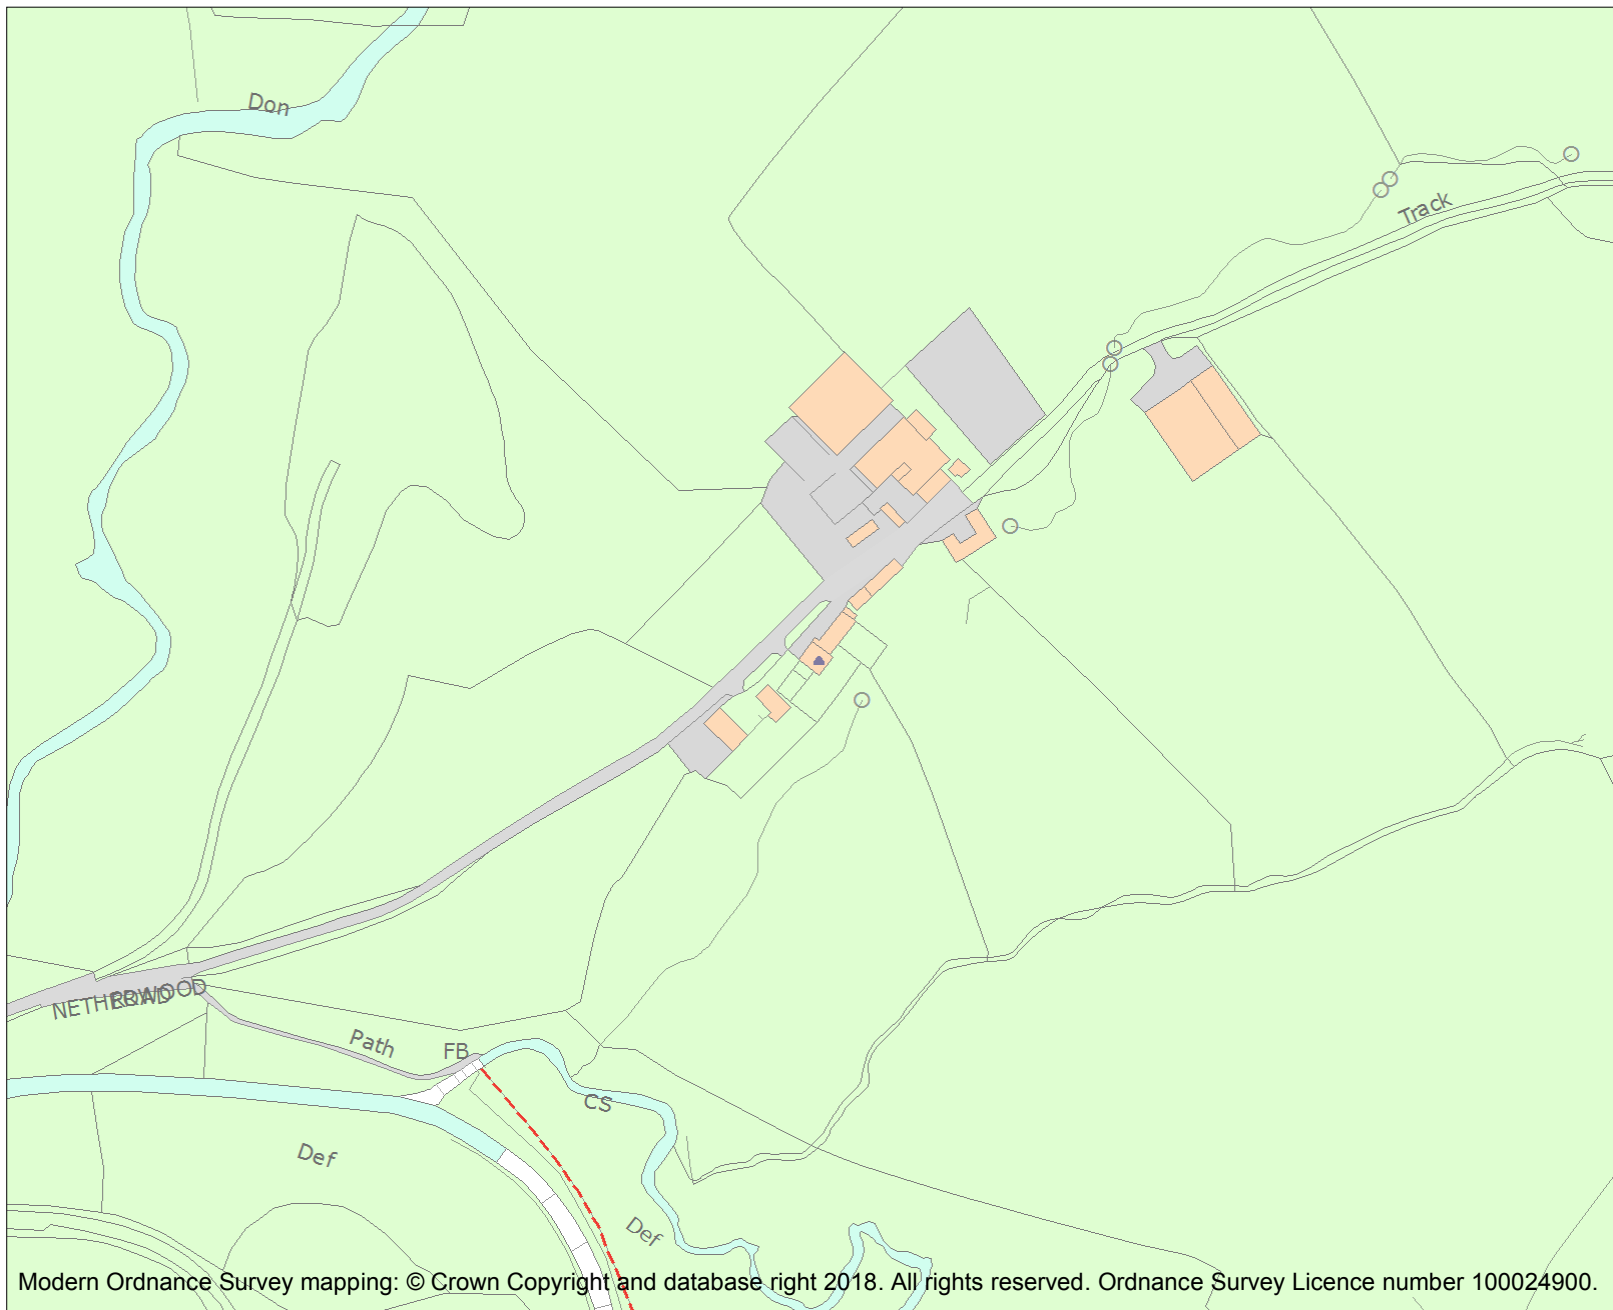 Don
Track
NETHERWOOD
ROAD
Path
FB
CS
Def
Def
Modern Ordnance Survey mapping: © Crown Copyright and database right 2018. All rights reserved. Ordnance Survey Licence number 100024900.